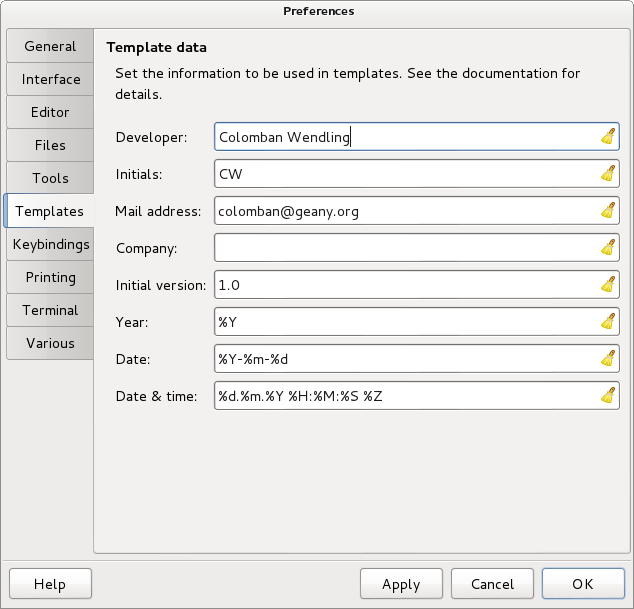 Preferences
General
Interface
Editor
Files
Tools
Templates
Keybindings
Printing
Terminal
Various
Template data
Set the information to be used in templates. See the documentation for
details.
Developer: Colomban Wendling
Initials: CW
Mail address: colomban@geany.org
Company:
Initial version: 1.0
Year: %Y
Date: %Y-%m-%d
Date & time: %d.%m.%Y %H:%M:%S %Z
Help Apply Cancel OK